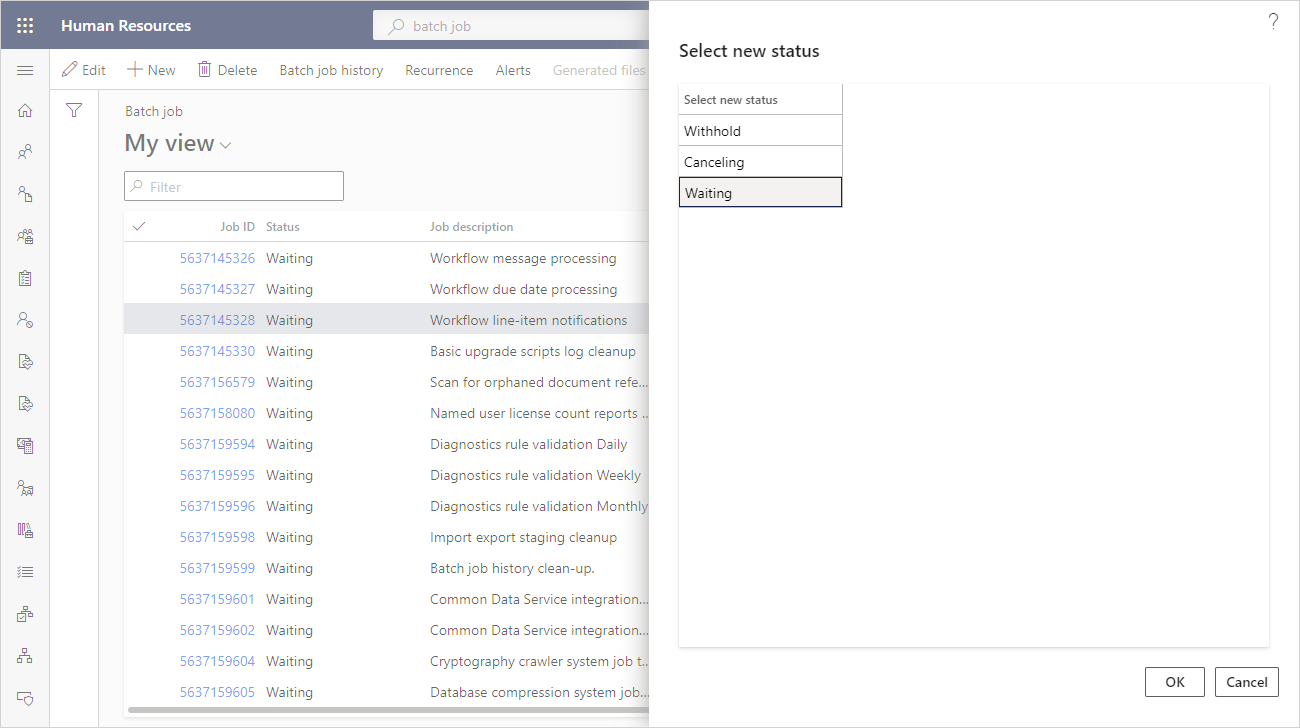 Human Resources
batch job
?
Edit
New
Delete
Batch job history
Recurrence
Alerts
Generated files
Batch job
My view
Filter
Job ID Status Job description
5637145326 Waiting Workflow message processing
5637145327 Waiting Workflow due date processing
5637145328 Waiting Workflow line-item notifications
5637145330 Waiting Basic upgrade scripts log cleanup
5637156579 Waiting Scan for orphaned document refe...
5637158080 Waiting Named user license count reports ...
5637159594 Waiting Diagnostics rule validation Daily
5637159595 Waiting Diagnostics rule validation Weekly
5637159596 Waiting Diagnostics rule validation Monthly
5637159598 Waiting Import export staging cleanup
5637159599 Waiting Batch job history clean-up.
5637159601 Waiting Common Data Service integration...
5637159602 Waiting Common Data Service integration...
5637159604 Waiting Cryptography crawler system job t...
5637159605 Waiting Database compression system job...
Select new status
Select new status
Withhold
Canceling
Waiting
OK
Cancel